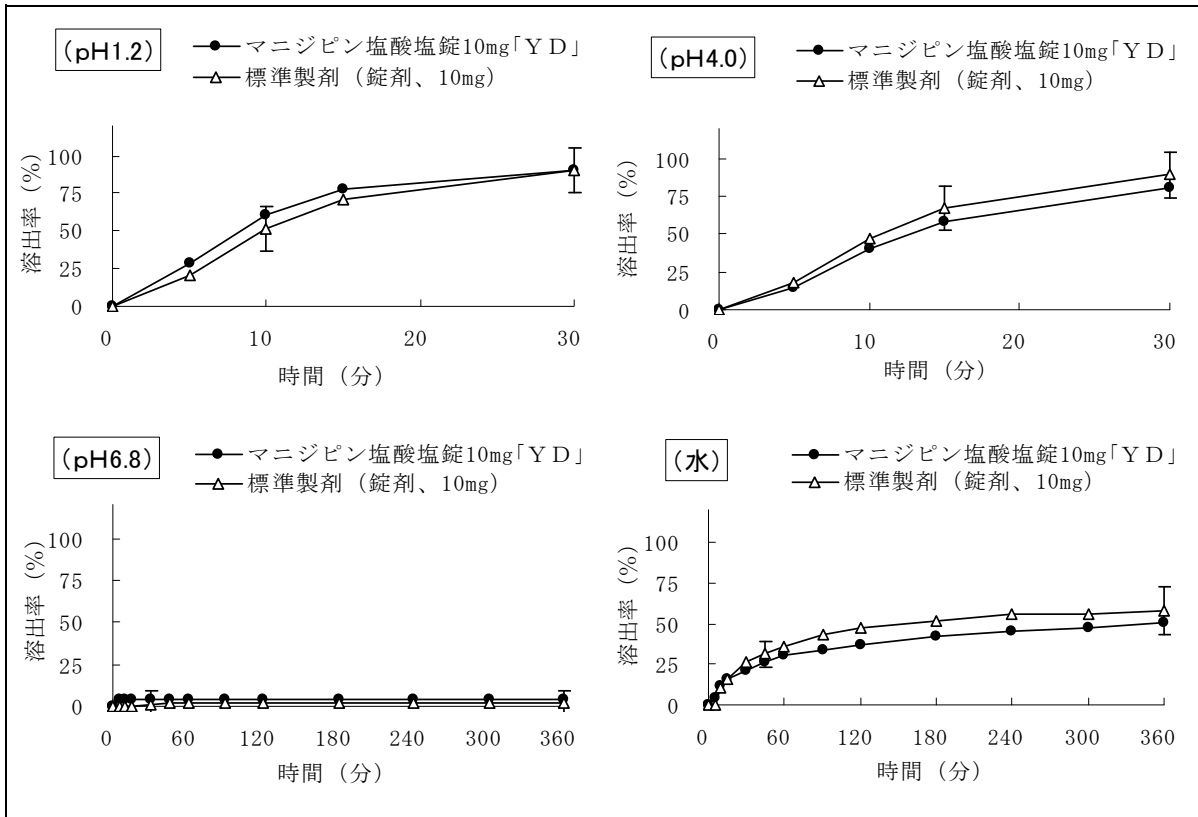 (pH1.2)
マニジピン塩酸塩錠10mg「ＹＤ」
標準製剤（錠剤、10mg）
溶出率（%）
100
75
50
25
0
0 10 20 30
時間（分）
(pH4.0)
マニジピン塩酸塩錠10mg「ＹＤ」
標準製剤（錠剤、10mg）
溶出率（%）
100
75
50
25
0
0 10 20 30
時間（分）
(pH6.8)
マニジピン塩酸塩錠10mg「ＹＤ」
標準製剤（錠剤、10mg）
溶出率（%）
100
75
50
25
0
0 60 120 180 240 300 360
時間（分）
(水)
マニジピン塩酸塩錠10mg「ＹＤ」
標準製剤（錠剤、10mg）
溶出率（%）
100
75
50
25
0
0 60 120 180 240 300 360
時間（分）